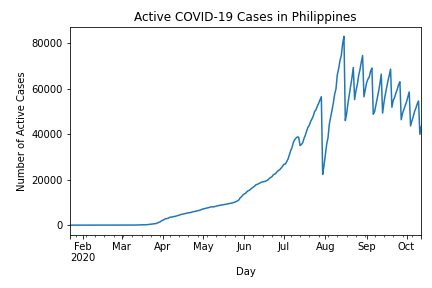 Active COVID-19 Cases in Philippines
Number of Active Cases
80000
60000
40000
20000
0
Feb
2020
Mar
Apr
May
Jun
Jul
Aug
Sep
Oct
Day